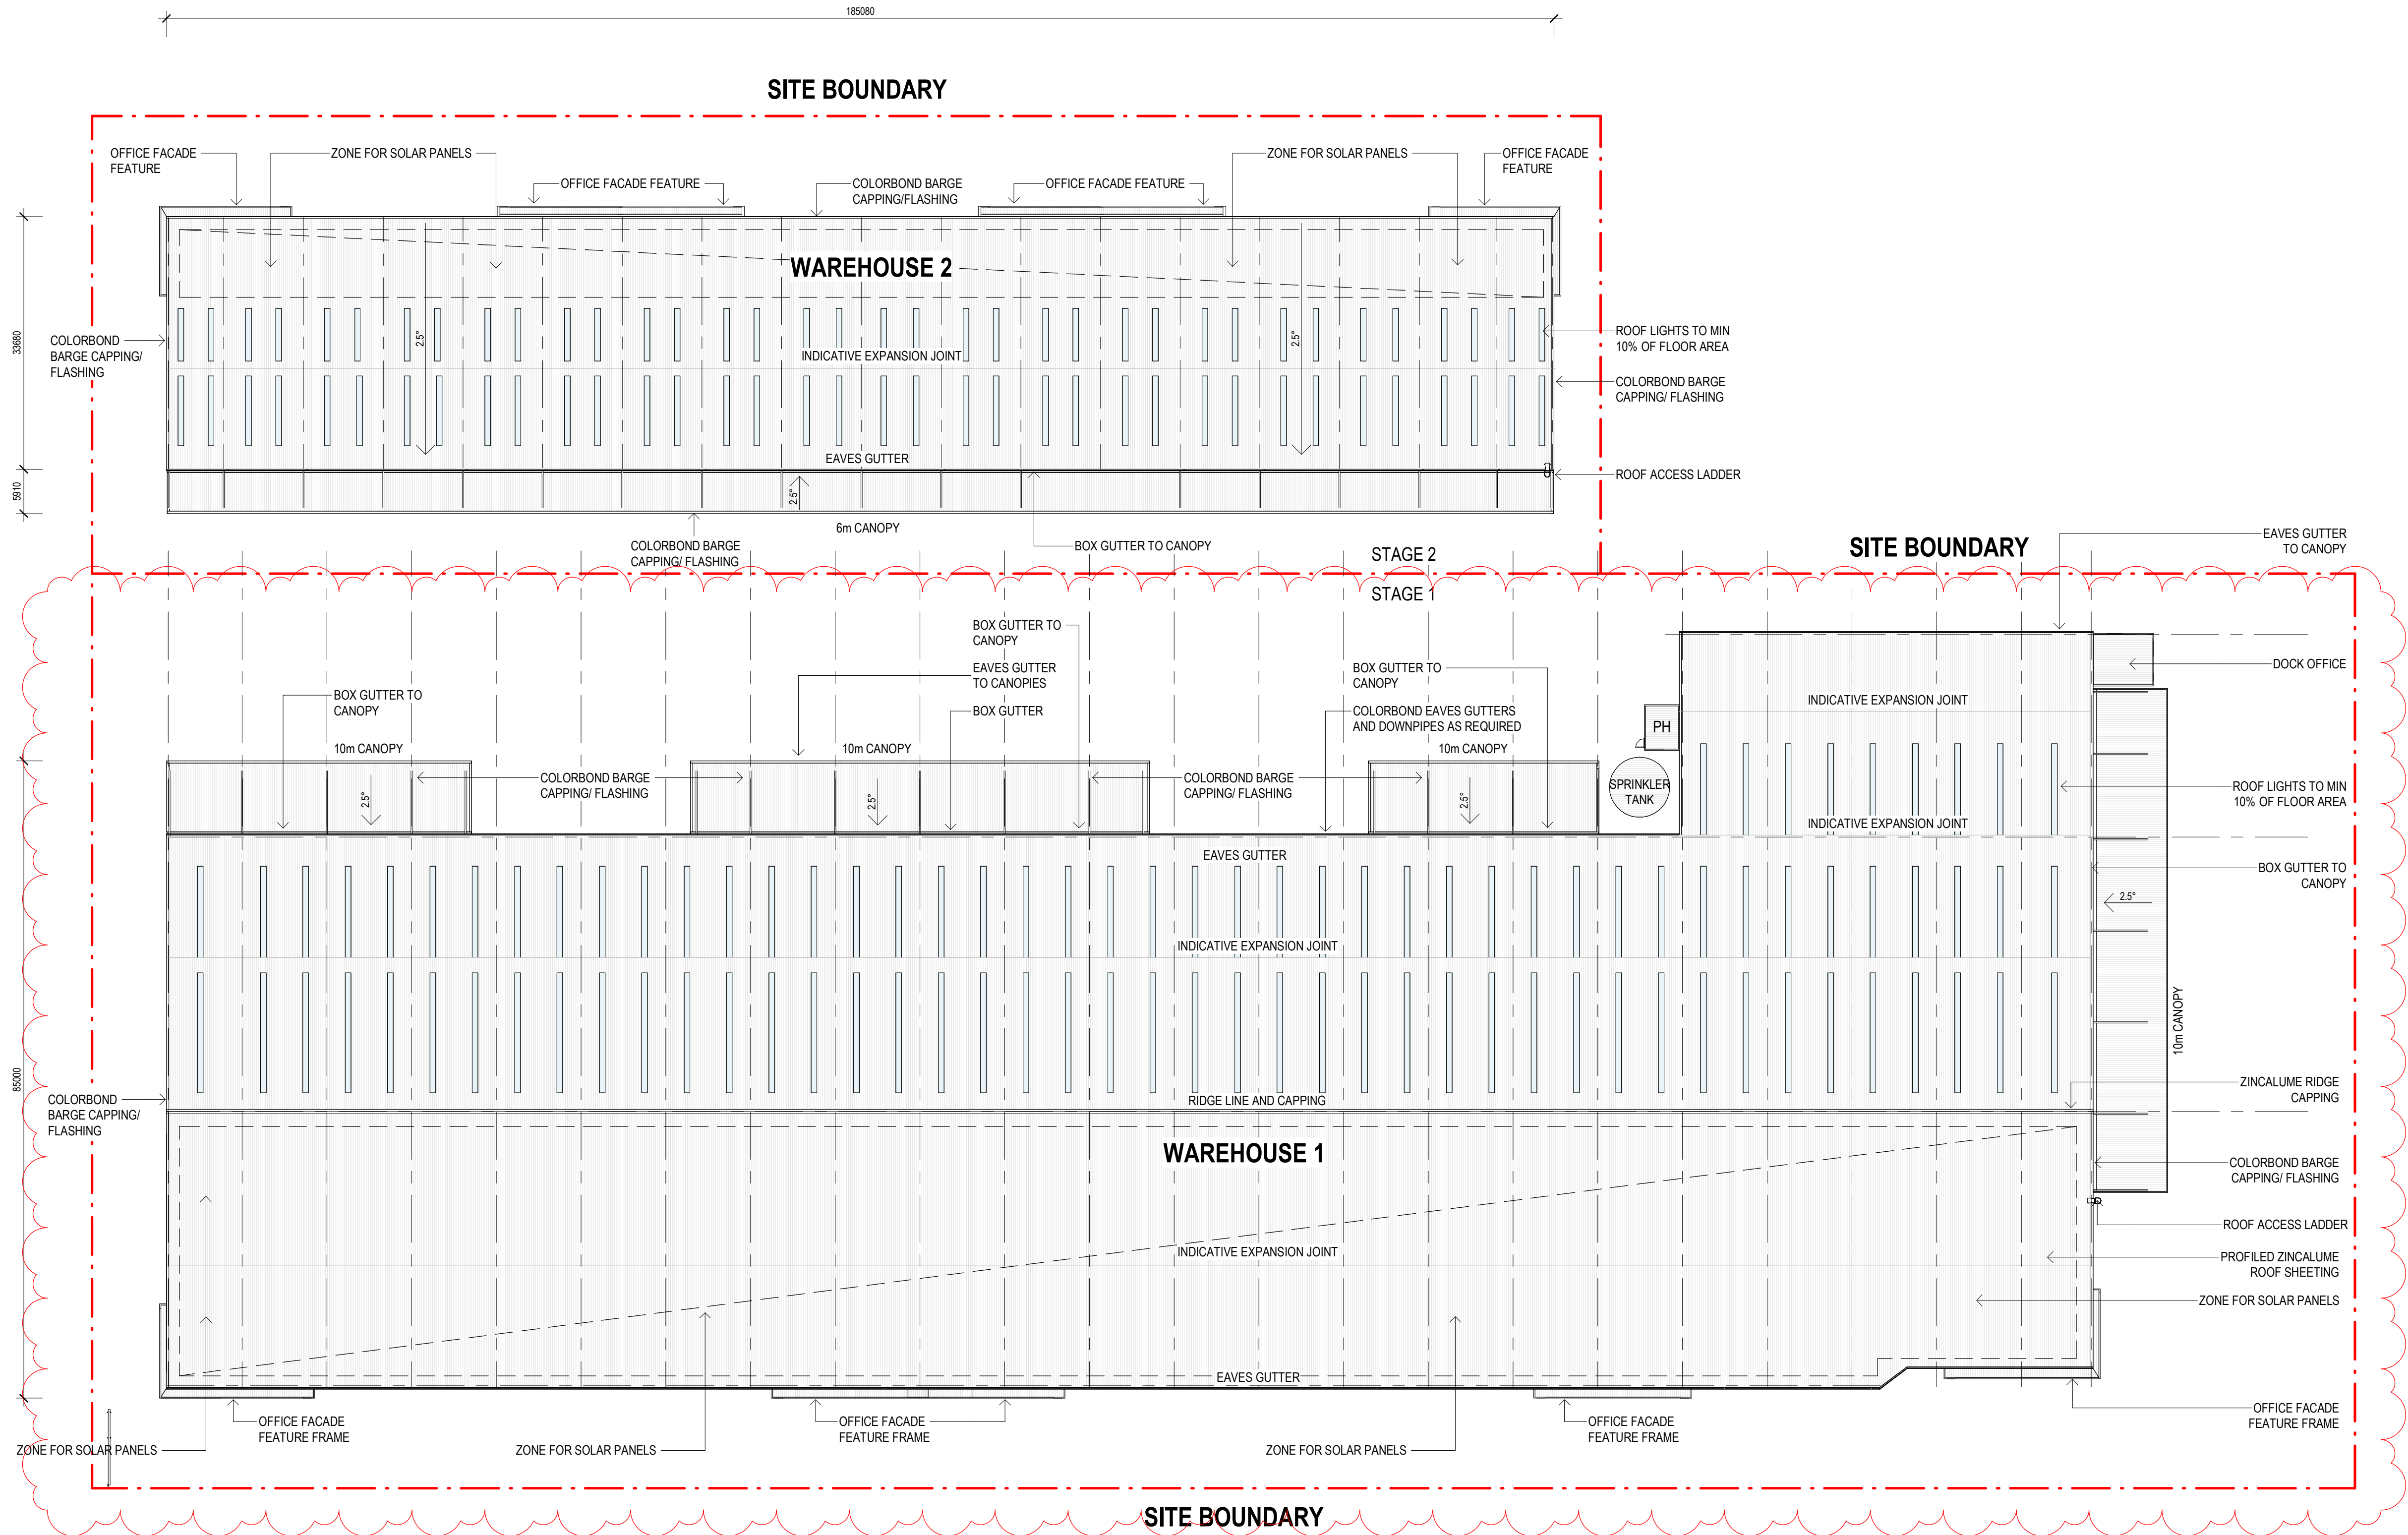 185080
SITE BOUNDARY
OFFICE FACADE
FEATURE
ZONE FOR SOLAR PANELS
OFFICE FACADE FEATURE
COLORBOND BARGE
CAPPING/FLASHING
OFFICE FACADE FEATURE
ZONE FOR SOLAR PANELS
OFFICE FACADE
FEATURE
WAREHOUSE 2
33680
COLORBOND
BARGE CAPPING/
FLASHING
2.5°
INDICATIVE EXPANSION JOINT
2.5°
ROOF LIGHTS TO MIN
10% OF FLOOR AREA
COLORBOND BARGE
CAPPING/ FLASHING
EAVES GUTTER
ROOF ACCESS LADDER
5910
2.5°
6m CANOPY
COLORBOND BARGE
CAPPING/ FLASHING
BOX GUTTER TO CANOPY
STAGE 2
SITE BOUNDARY
EAVES GUTTER
TO CANOPY
STAGE 1
BOX GUTTER TO
CANOPY
EAVES GUTTER
TO CANOPIES
BOX GUTTER
BOX GUTTER TO
CANOPY
BOX GUTTER TO
CANOPY
COLORBOND EAVES GUTTERS
AND DOWNPIPES AS REQUIRED
DOCK OFFICE
INDICATIVE EXPANSION JOINT
PH
10m CANOPY
10m CANOPY
10m CANOPY
COLORBOND BARGE
CAPPING/ FLASHING
COLORBOND BARGE
CAPPING/ FLASHING
2.5°
2.5°
2.5°
SPRINKLER
TANK
ROOF LIGHTS TO MIN
10% OF FLOOR AREA
INDICATIVE EXPANSION JOINT
EAVES GUTTER
BOX GUTTER TO
CANOPY
2.5°
INDICATIVE EXPANSION JOINT
10m CANOPY
85000
COLORBOND
BARGE CAPPING/
FLASHING
RIDGE LINE AND CAPPING
ZINCALUME RIDGE
CAPPING
WAREHOUSE 1
COLORBOND BARGE
CAPPING/ FLASHING
ROOF ACCESS LADDER
INDICATIVE EXPANSION JOINT
PROFILED ZINCALUME
ROOF SHEETING
ZONE FOR SOLAR PANELS
EAVES GUTTER
OFFICE FACADE
FEATURE FRAME
OFFICE FACADE
FEATURE FRAME
OFFICE FACADE
FEATURE FRAME
OFFICE FACADE
FEATURE FRAME
ZONE FOR SOLAR PANELS
ZONE FOR SOLAR PANELS
ZONE FOR SOLAR PANELS
SITE BOUNDARY